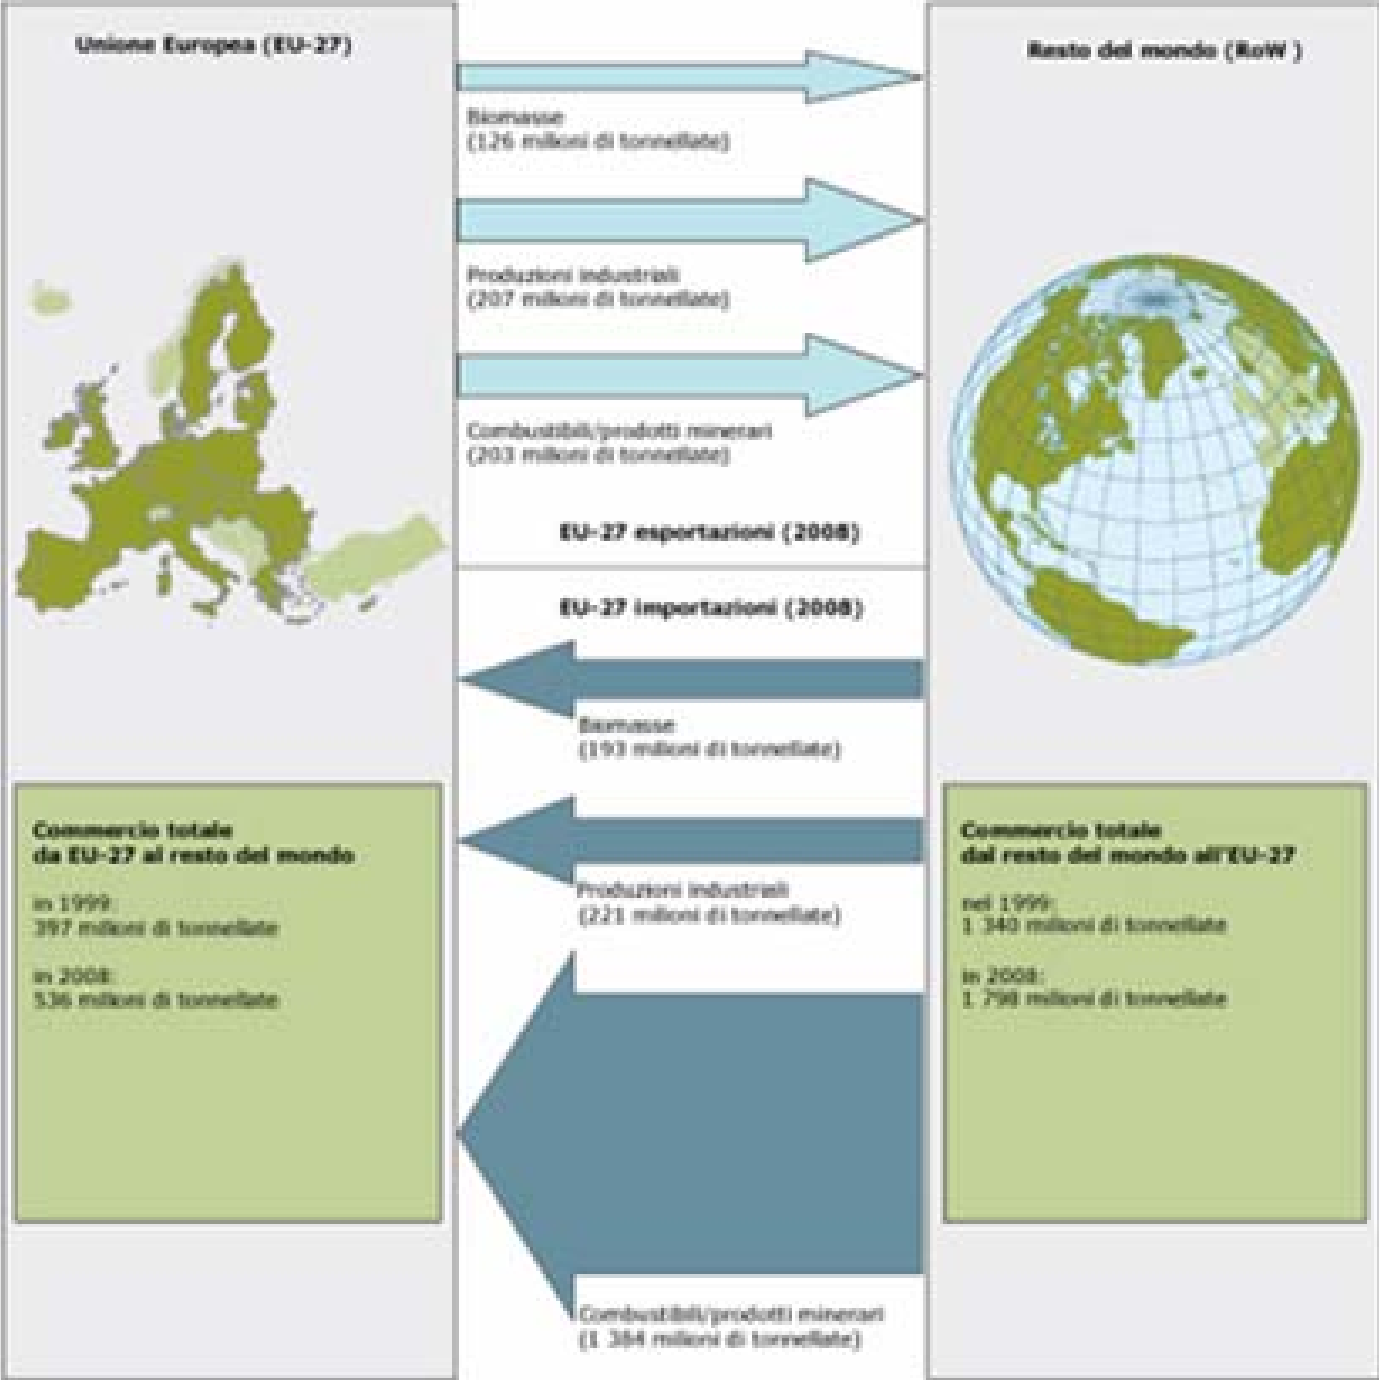 Unione Europea (EU-27)
Resto del mondo (RoW )
Biomasse
(126 milioni di tonnellate)
Produzioni industriali
(207 milioni di tonnellate)
Combustibili/prodotti minerari
(203 milioni di tonnellate)
EU-27 esportazioni (2008)
EU-27 importazioni (2008)
Biomasse
(193 milioni di tonnellate)
Produzioni industriali
(221 milioni di tonnellate)
Combustibili/prodotti minerari
(1 384 milioni di tonnellate)
Commercio totale
da EU-27 al resto del mondo
in 1999:
397 milioni di tonnellate
in 2008:
536 milioni di tonnellate
Commercio totale
dal resto del mondo all'EU-27
nel 1999:
1 340 milioni di tonnellate
in 2008:
1 798 milioni di tonnellate